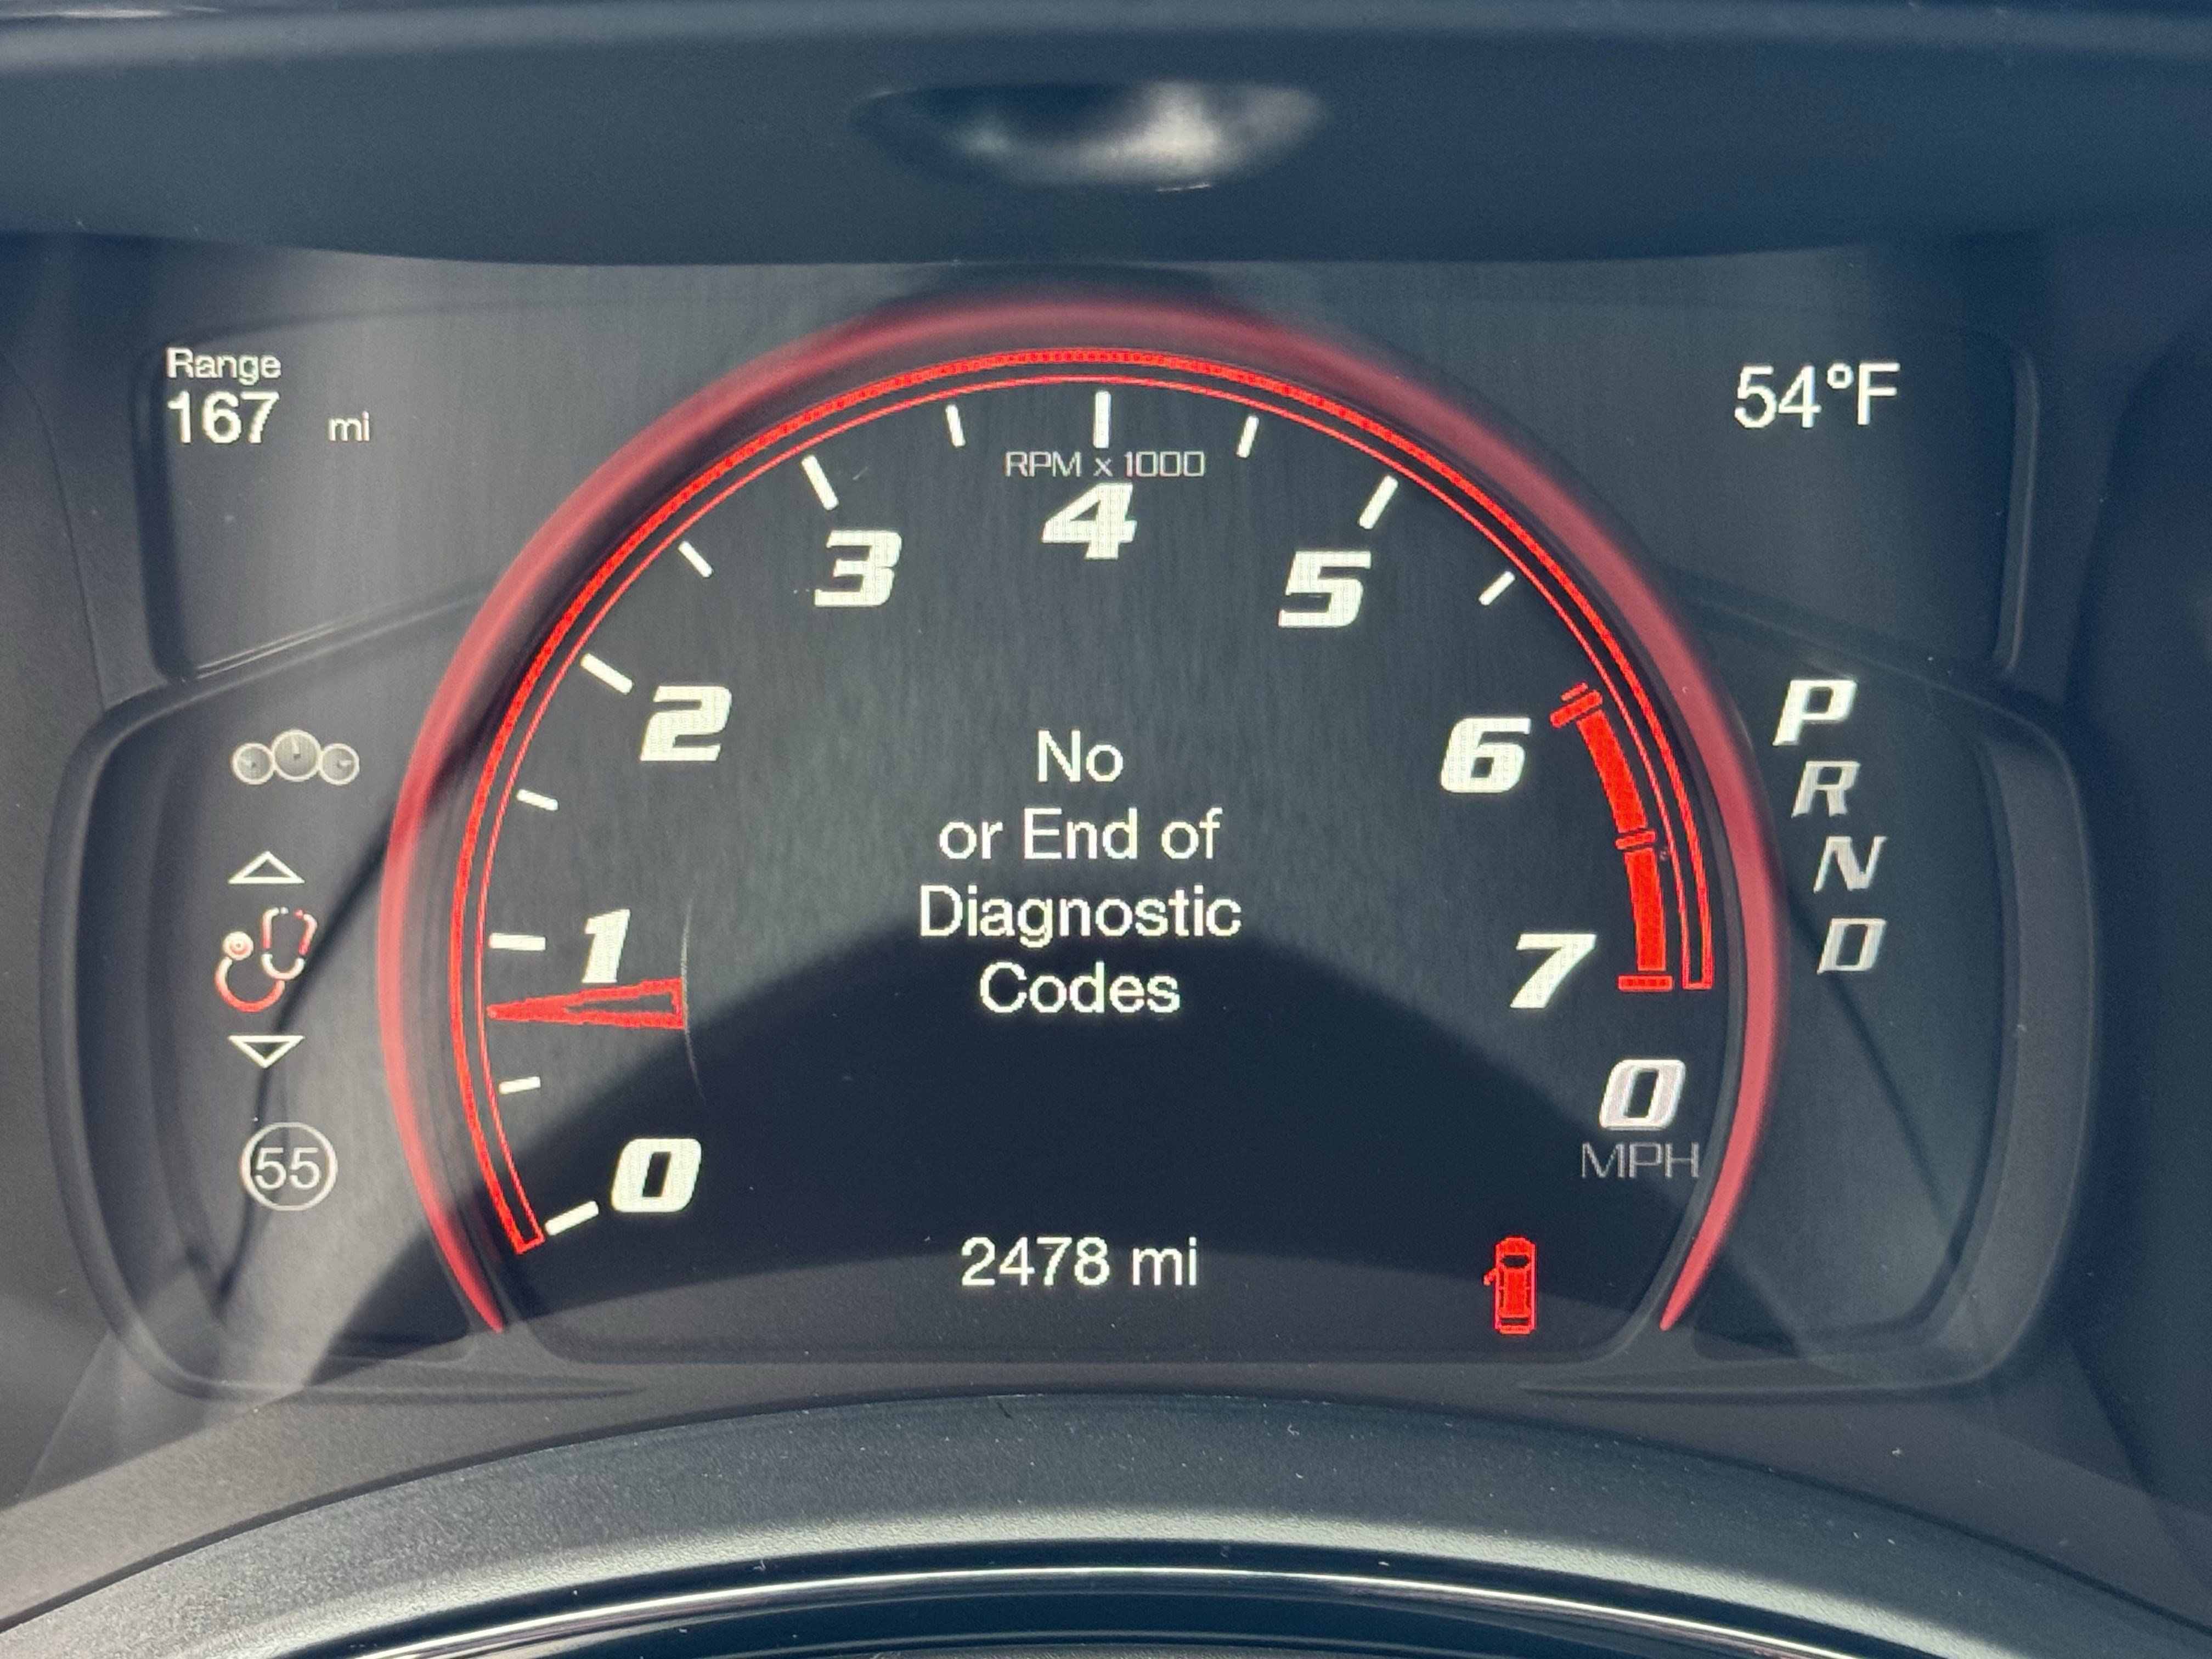 Range
167 mi
54°F
RPM x 1000
4
3
5
2
6
1
7
0
No
or End of
Diagnostic
Codes
P
R
N
D
55
0
MPH
2478 mi